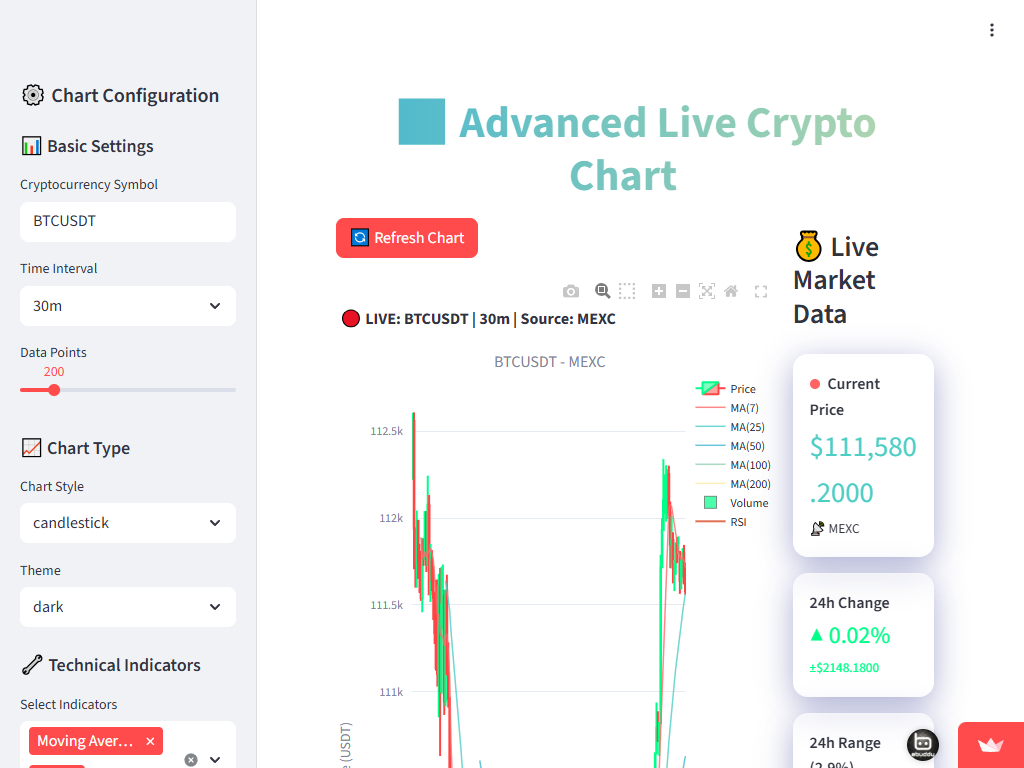 Chart Configuration
Basic Settings
Cryptocurrency Symbol
BTCUSDT
Time Interval
30m
Data Points
200
Chart Type
Chart Style
candlestick
Theme
dark
Technical Indicators
Select Indicators
Moving Aver...
Advanced Live Crypto
Chart
Refresh Chart
LIVE: BTCUSDT | 30m | Source: MEXC
BTCUSDT - MEXC
112.5k
112k
111.5k
111k
(USDT)
Price
MA(7)
MA(25)
MA(50)
MA(100)
MA(200)
Volume
RSI
Live
Market
Data
Current
Price
$111,580
.2000
MEXC
24h Change
▲ 0.02%
±$2148.1800
24h Range
(2.9%)
ebuddu